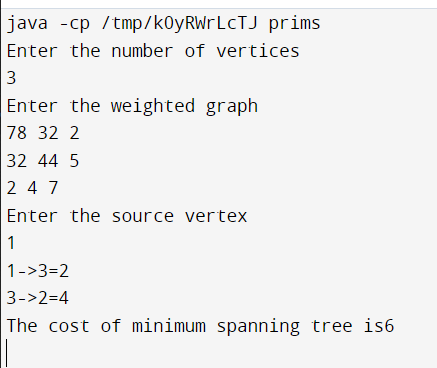 java -cp /tmp/k0yRWrLcTJ prims
Enter the number of vertices
3
Enter the weighted graph
78 32 2
32 44 5
2 4 7
Enter the source vertex
1
1->3=2
3->2=4
The cost of minimum spanning tree is6